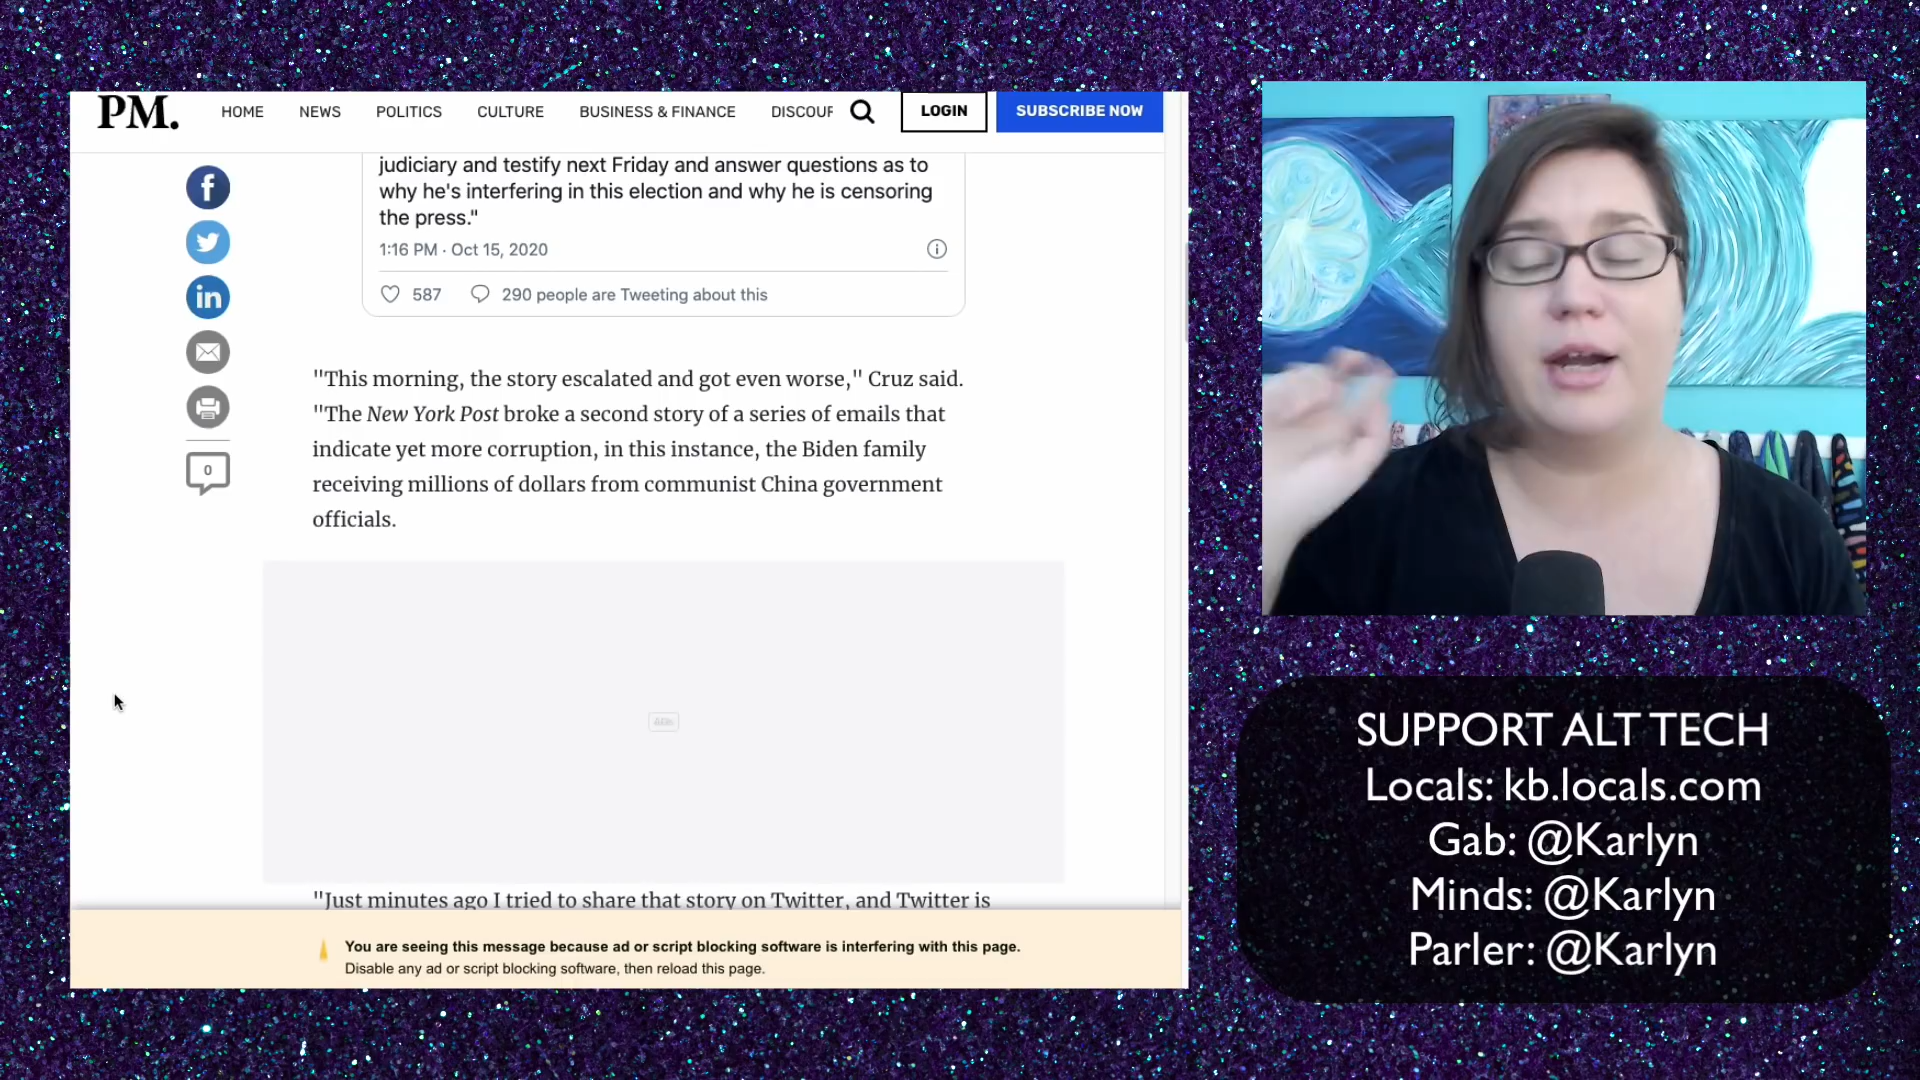 PM.
HOME NEWS POLITICS CULTURE BUSINESS & FINANCE DISCOUR LOGIN SUBSCRIBE NOW
judiciary and testify next Friday and answer questions as to
why he's interfering in this election and why he is censoring
the press."
1:16 PM · Oct 15, 2020
587 290 people are Tweeting about this
0
"This morning, the story escalated and got even worse," Cruz said.
"The New York Post broke a second story of a series of emails that
indicate yet more corruption, in this instance, the Biden family
receiving millions of dollars from communist China government
officials.
"Just minutes ago I tried to share that story on Twitter, and Twitter is
You are seeing this message because ad or script blocking software is interfering with this page.
Disable any ad or script blocking software, then reload this page.
SUPPORT ALT TECH
Locals: kb.locals.com
Gab: @Karlyn
Minds: @Karlyn
Parler: @Karlyn